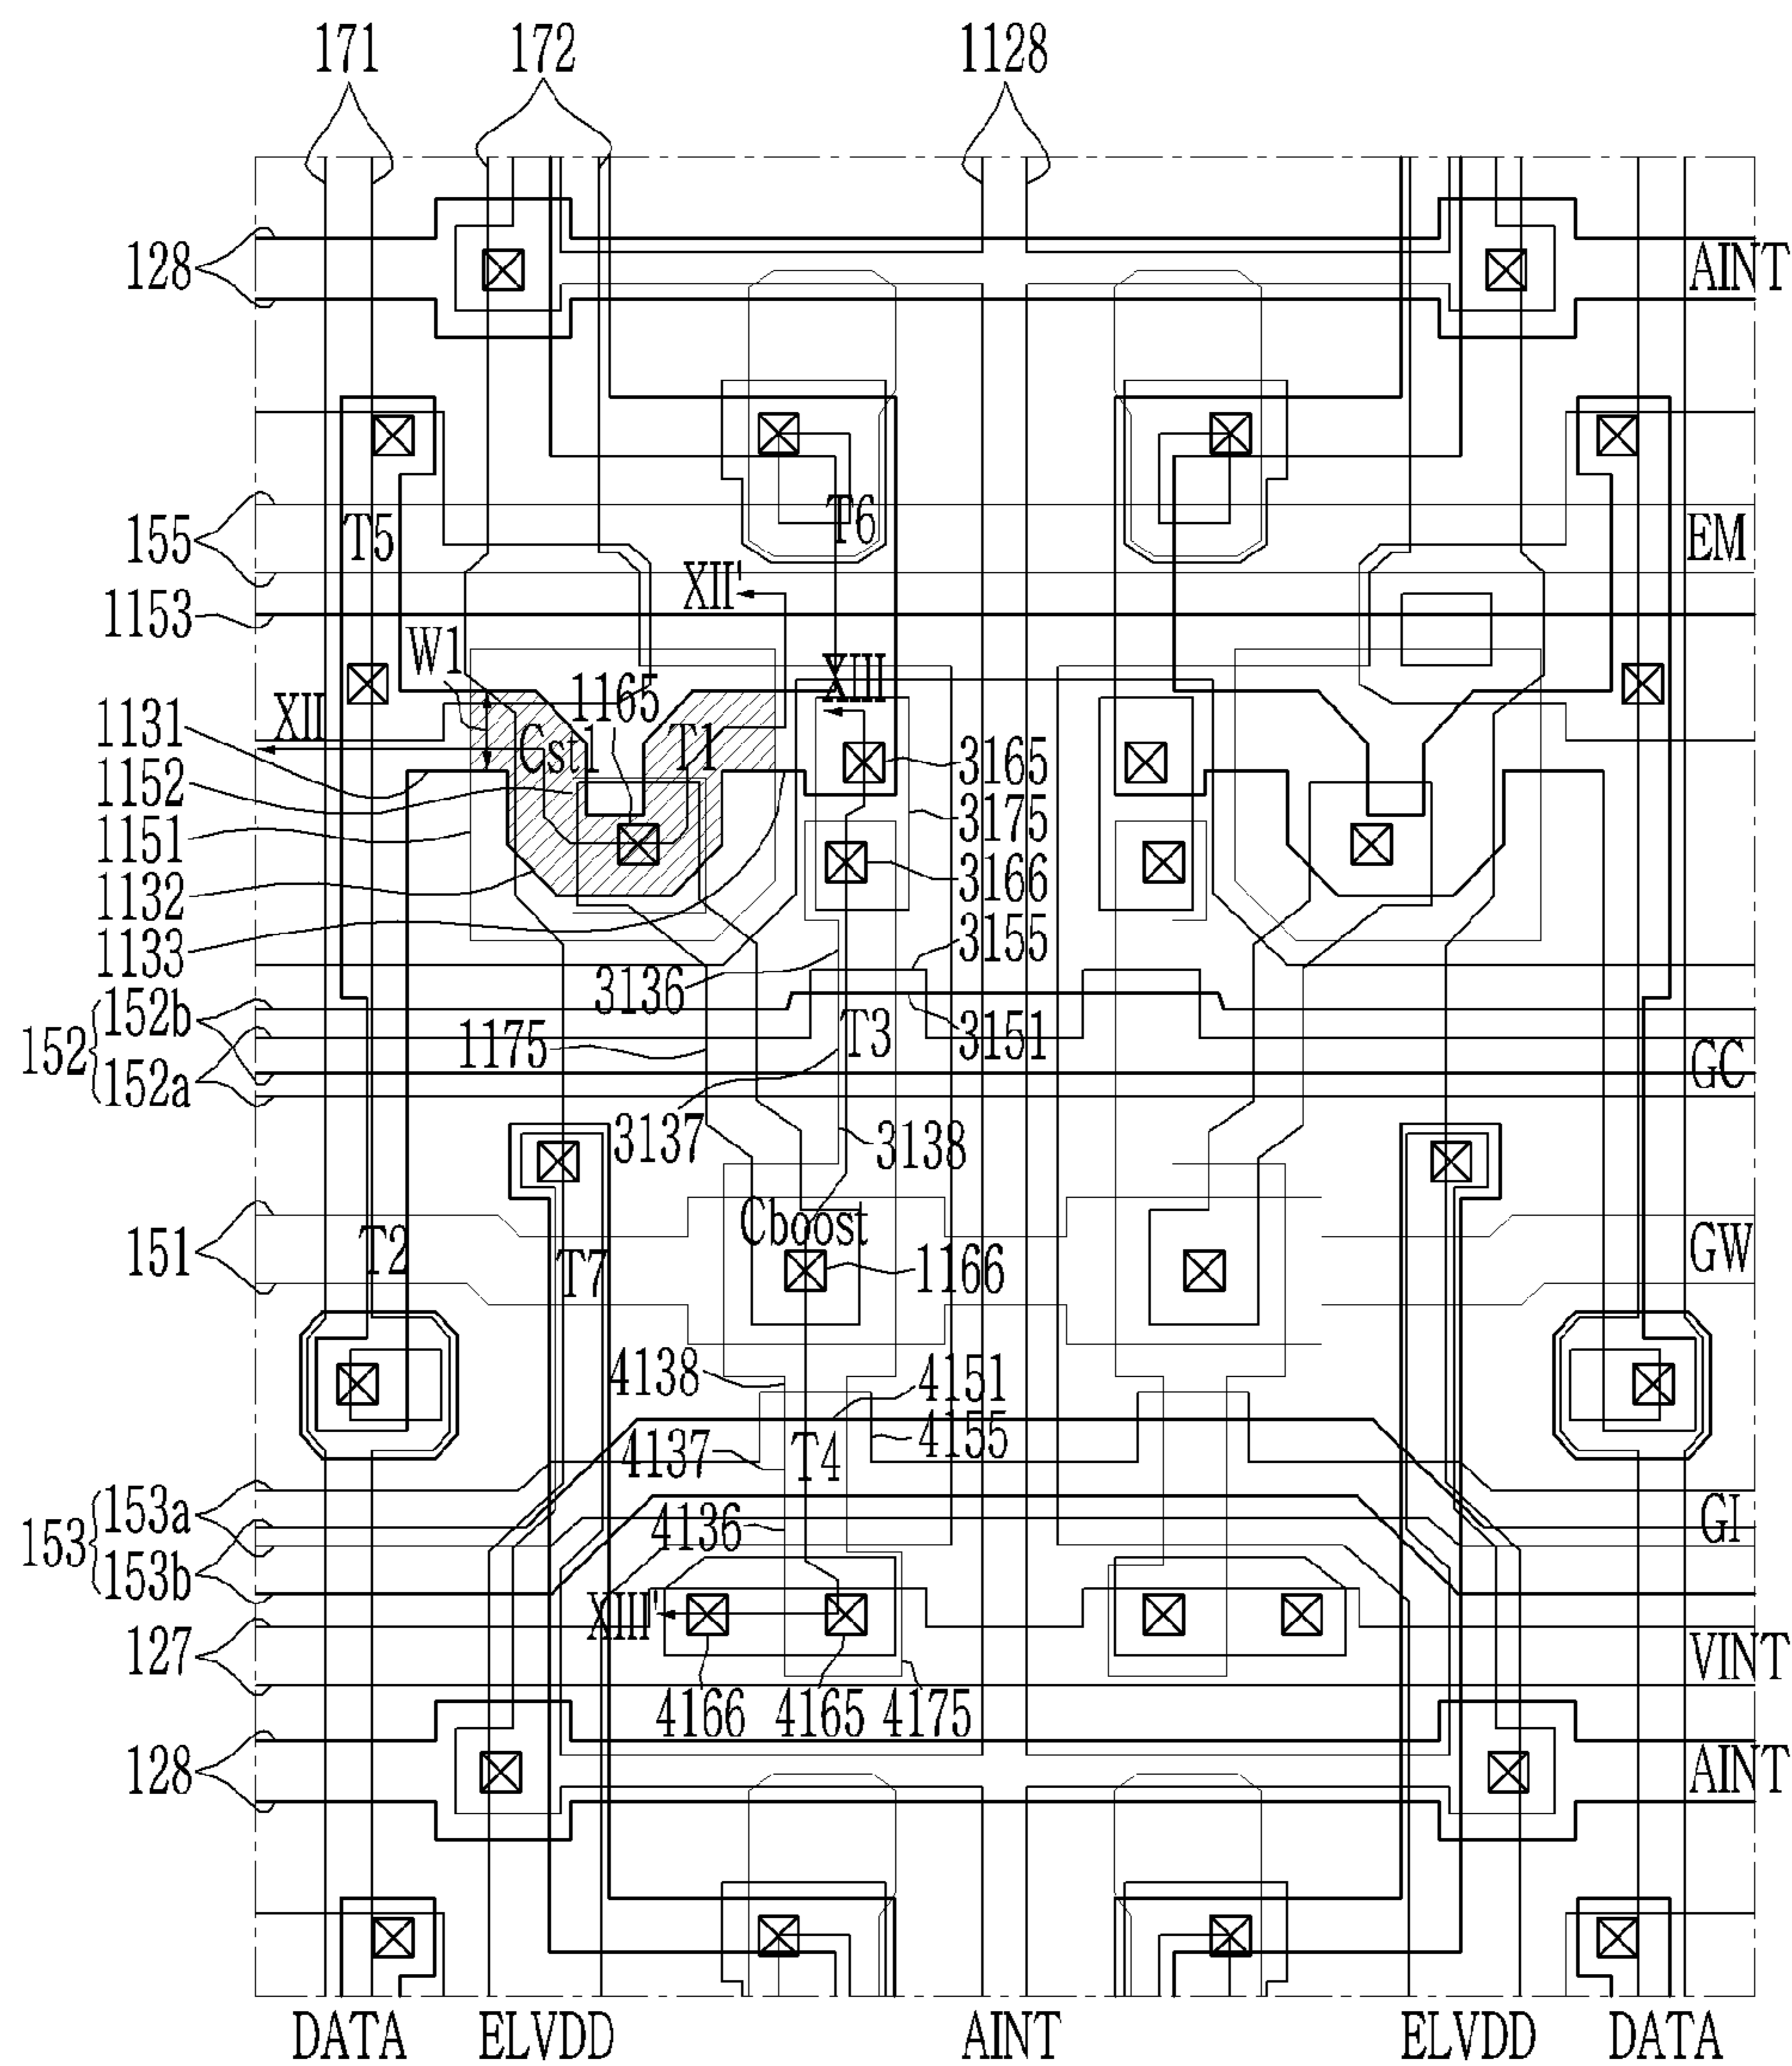 171 172 1128
128 AINT
155 T5 T6 EM
XII'
1153
W1 XIII
1165
XII
1131 Cst1 T1 3165
1152
3175
1151
3166
1132
3155
1133
3136
152 152b T3 3151
1175
152a GC
3137 3138
Cboost
151 T2 T7 1166 GW
4138 4151
4155
4137 T4
153 153a GI
4136
153b
XIII'
127 VINT
4166 4165 4175
128 AINT
DATA ELVDD AINT ELVDD DATA